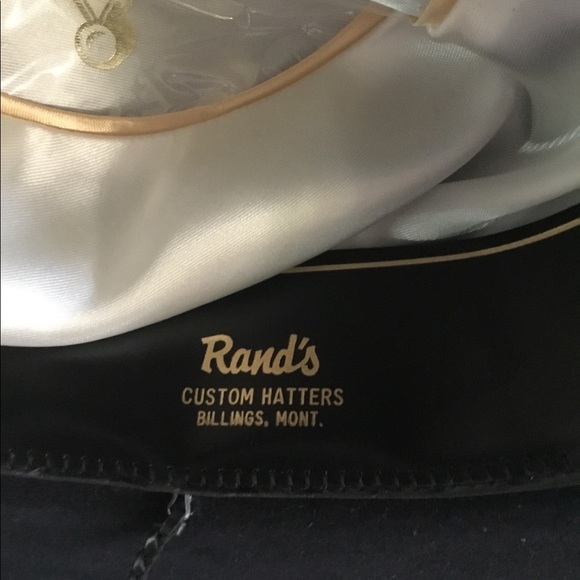 Rand's
CUSTOM HATTERS
BILLINGS, MONT.